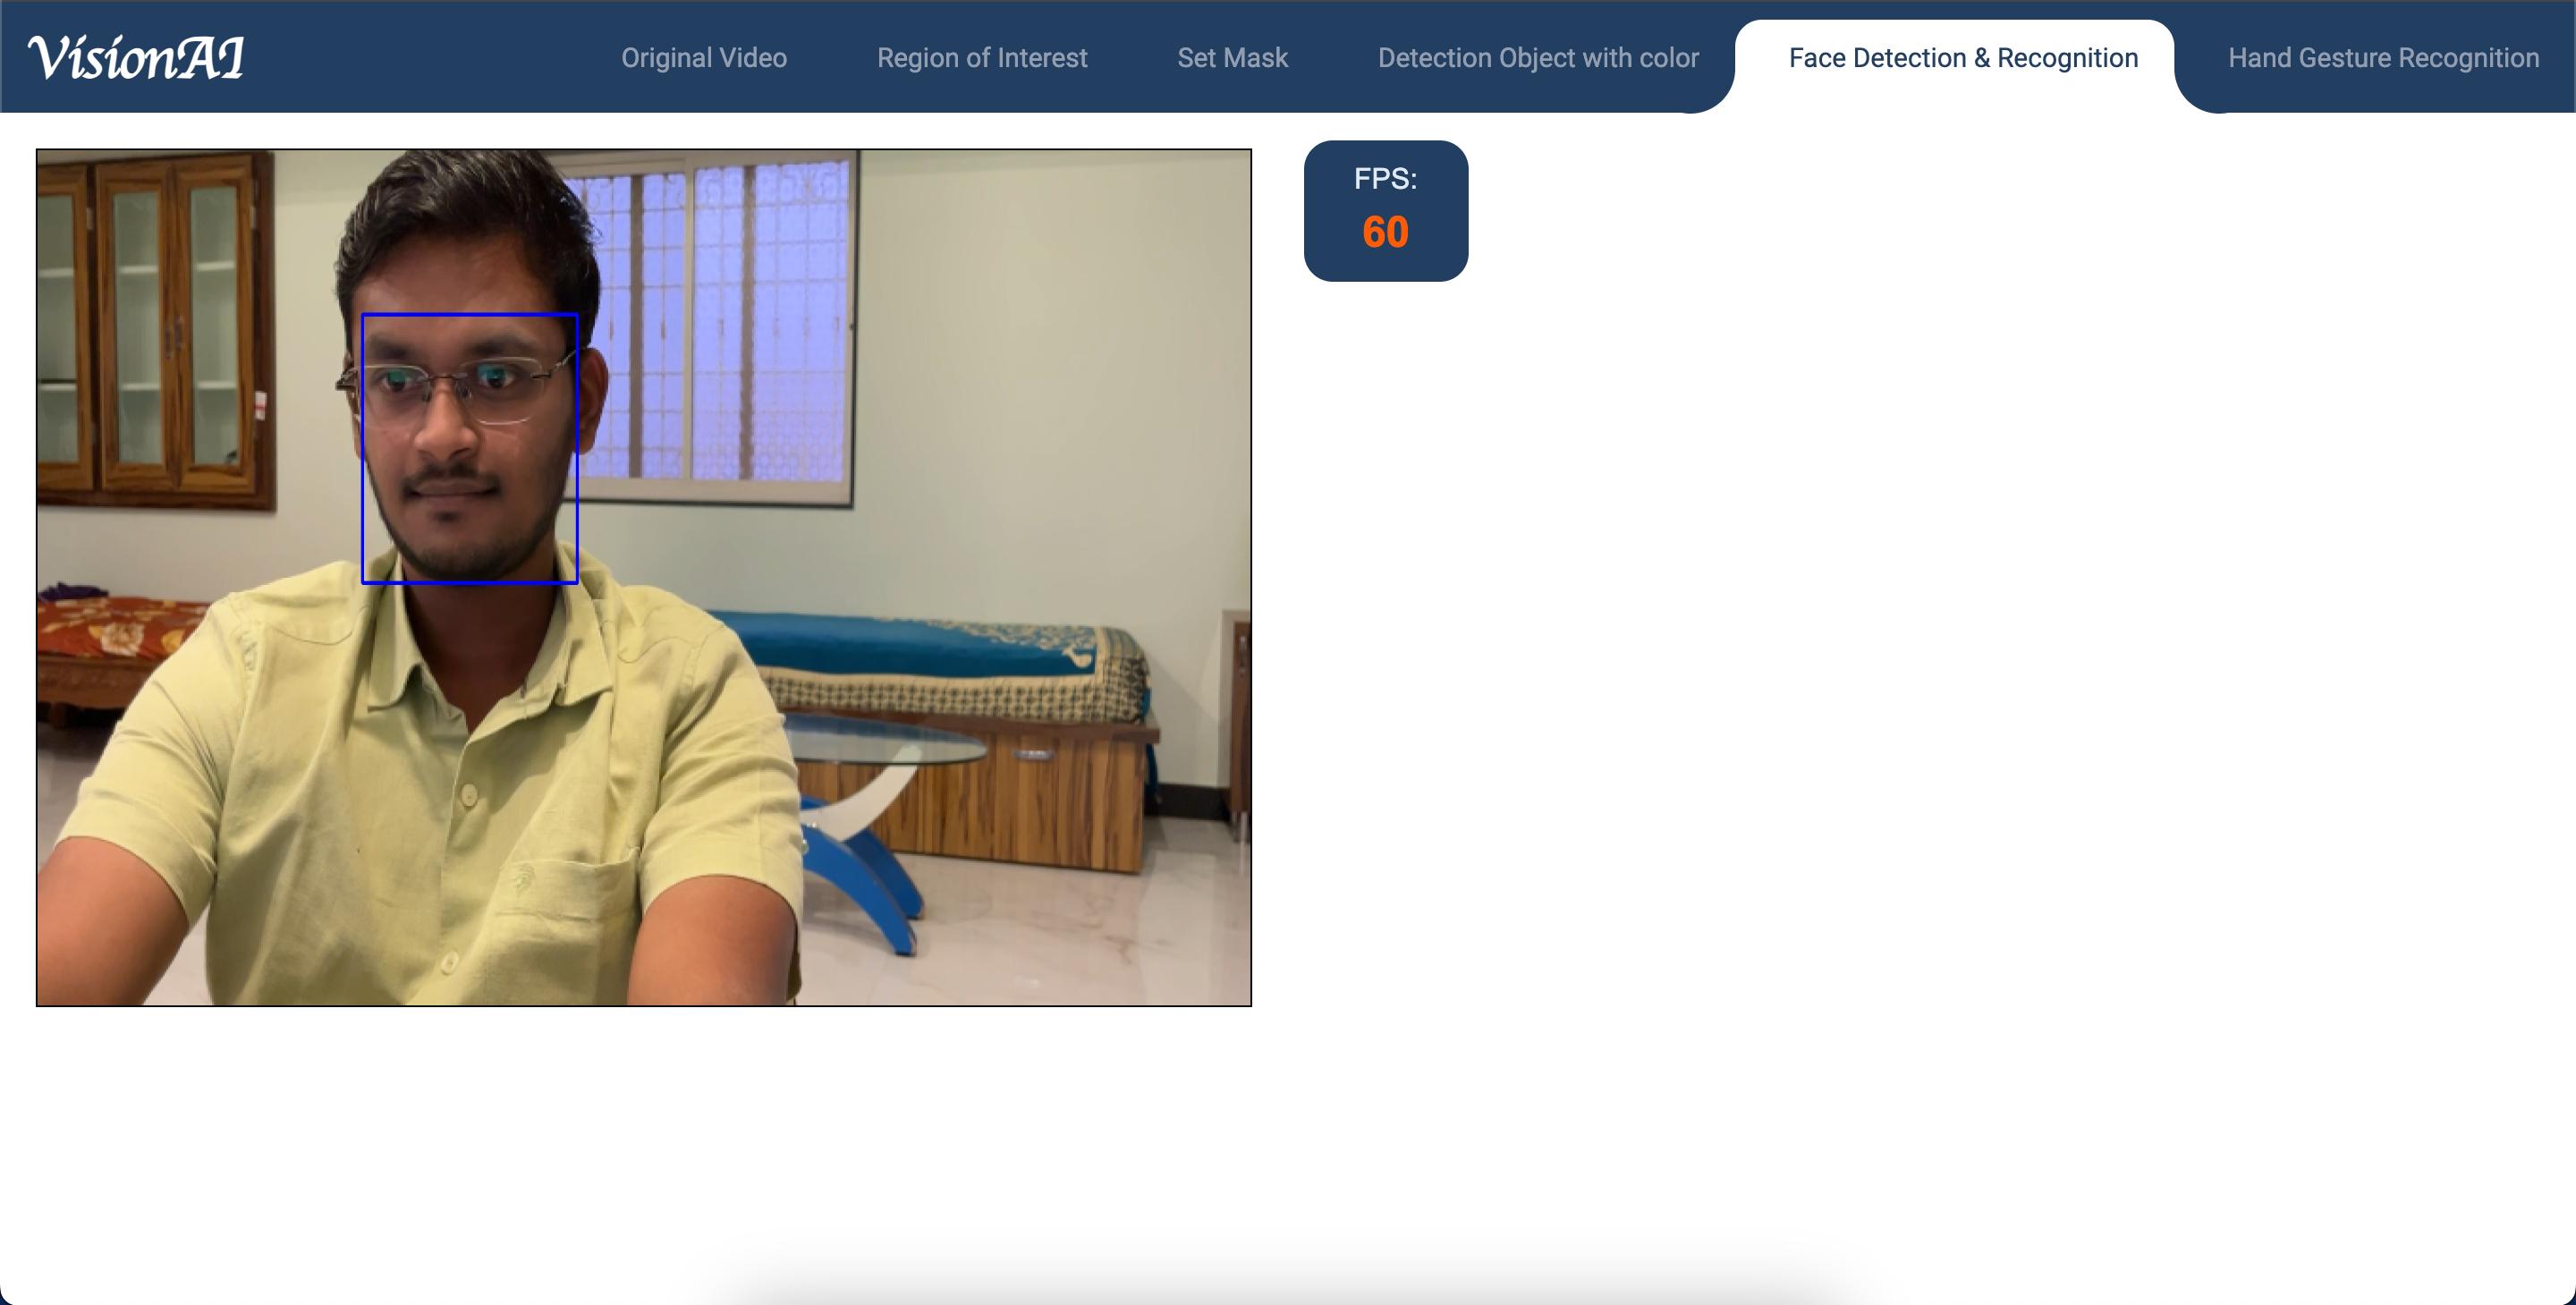 VisionAI
Original Video
Region of Interest
Set Mask
Detection Object with color
Face Detection & Recognition
Hand Gesture Recognition
FPS:
60